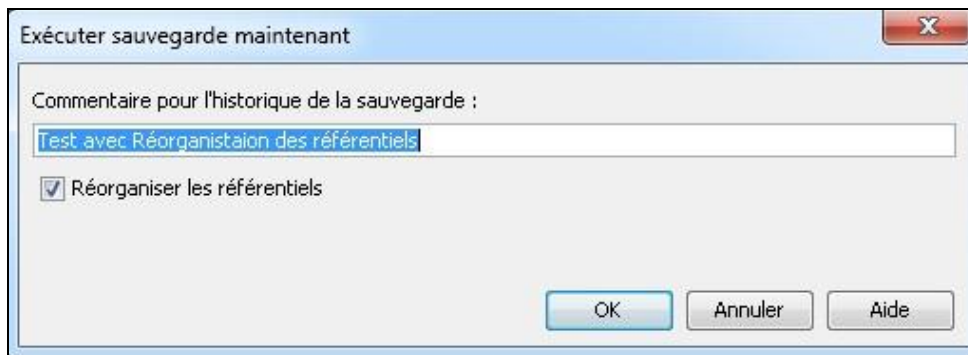 Exécuter sauvegarde maintenant
Commentaire pour l'historique de la sauvegarde :
Test avec Réorganistaion des référentiels
Réorganiser les référentiels
OK Annuler Aide